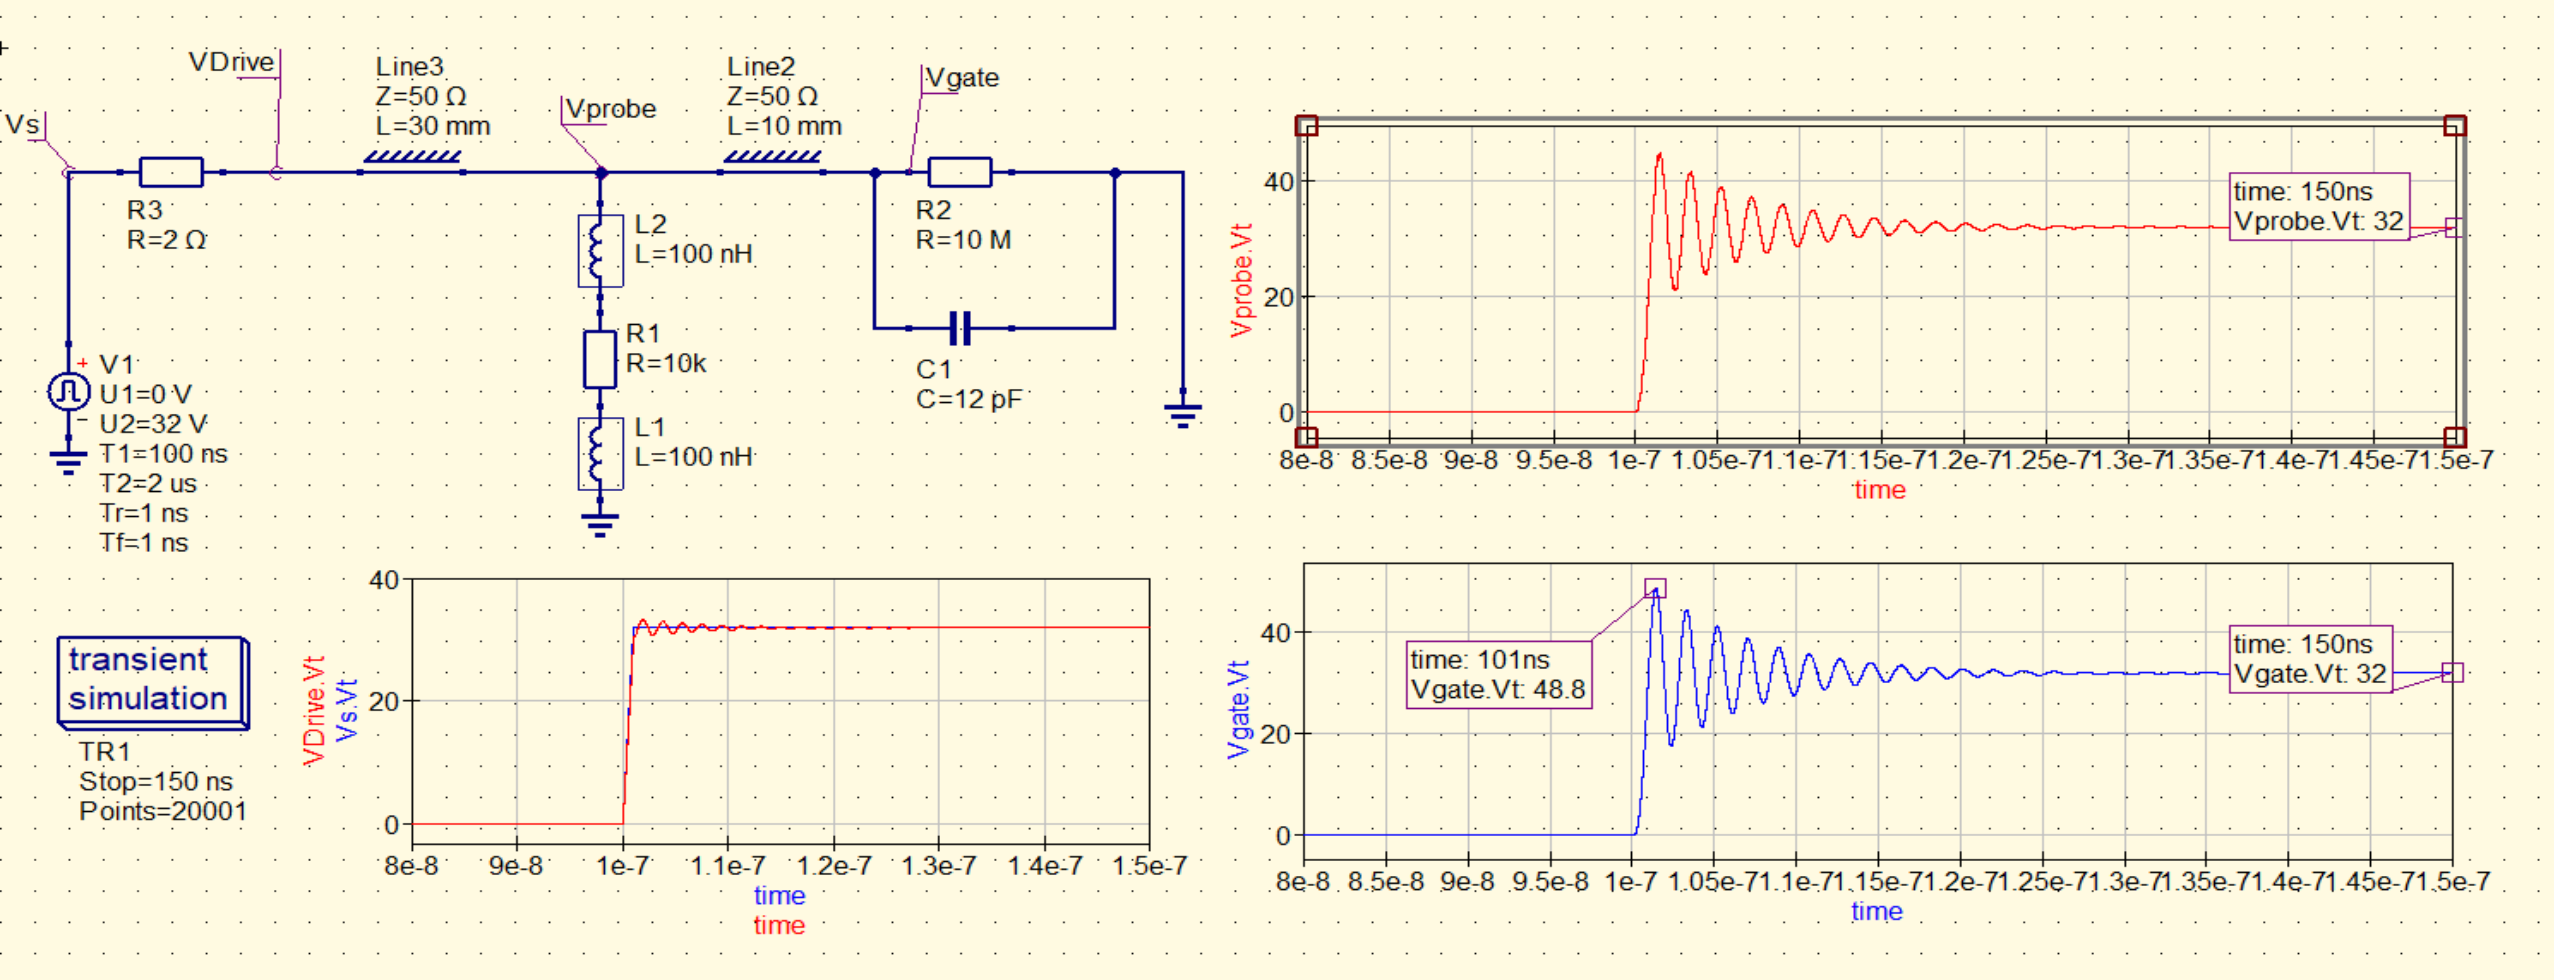 Vs
VDrive
Line3
Z=50 Ω
L=30 mm
Vprobe
Line2
Z=50 Ω
L=10 mm
Vgate
R3
R=2 Ω
L2
L=100 nH
R2
R=10 M
R1
R=10k
C1
C=12 pF
L1
L=100 nH
+
−
V1
U1=0 V
U2=32 V
T1=100 ns
T2=2 us
Tr=1 ns
Tf=1 ns
Vprobe.Vt
40
20
0
time: 150ns
Vprobe.Vt: 32
8e-8 8.5e-8 9e-8 9.5e-8 1e-7 1.05e-7 1.1e-7 1.15e-7 1.2e-7 1.25e-7 1.3e-7 1.35e-7 1.4e-7 1.45e-7 1.5e-7
time
transient
simulation
TR1
Stop=150 ns
Points=20001
VDrive.Vt
Vs.Vt
40
20
0
8e-8 9e-8 1e-7 1.1e-7 1.2e-7 1.3e-7 1.4e-7 1.5e-7
time
time
Vgate.Vt
40
20
0
time: 101ns
Vgate.Vt: 48.8
time: 150ns
Vgate.Vt: 32
8e-8 8.5e-8 9e-8 9.5e-8 1e-7 1.05e-7 1.1e-7 1.15e-7 1.2e-7 1.25e-7 1.3e-7 1.35e-7 1.4e-7 1.45e-7 1.5e-7
time